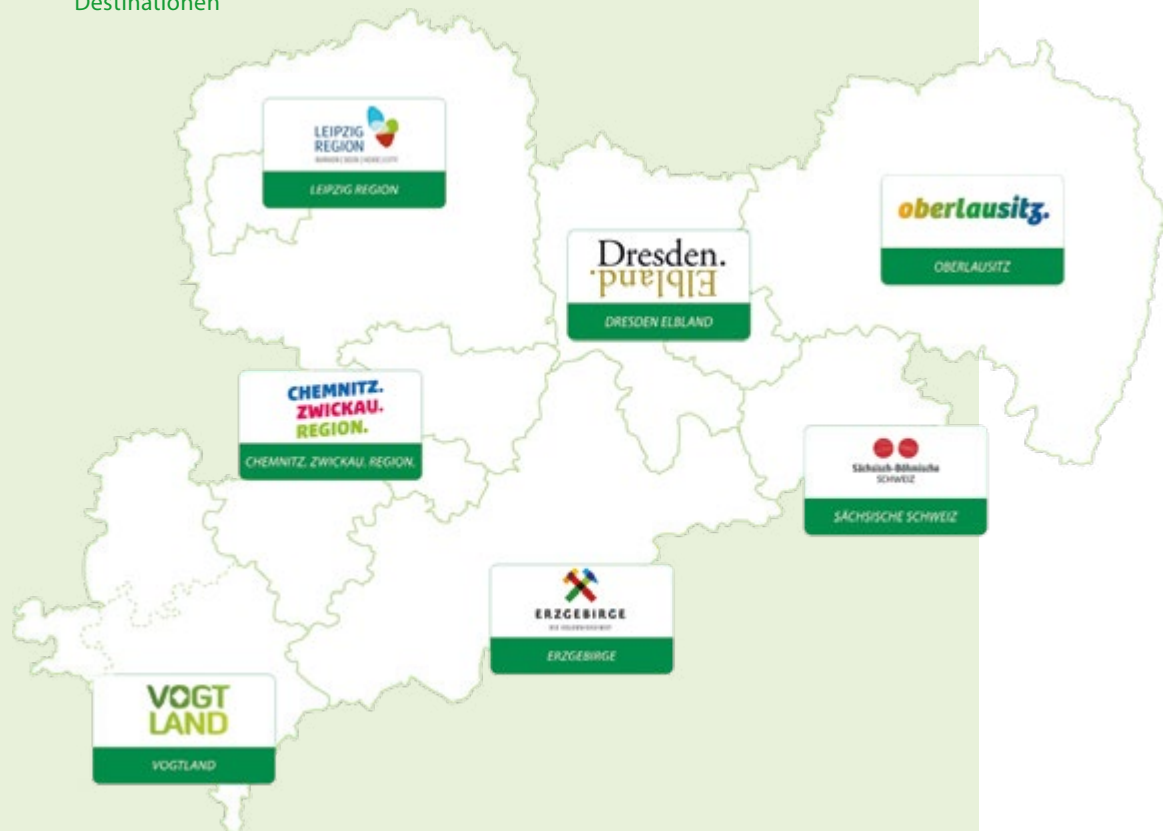 Destinationen
LEIPZIG
REGION
LEIPZIG REGION
oberlausitz.
OBERLAUSITZ
Dresden.
Elbland.
DRESDEN ELBLAND
CHEMNITZ.
ZWICKAU.
REGION.
CHEMNITZ. ZWICKAU. REGION.
Sächsisch-Böhmische
SCHWEIZ
SÄCHSISCHE SCHWEIZ
ERZGEBIRGE
ERZGEBIRGE
VOGT
LAND
VOGTLAND